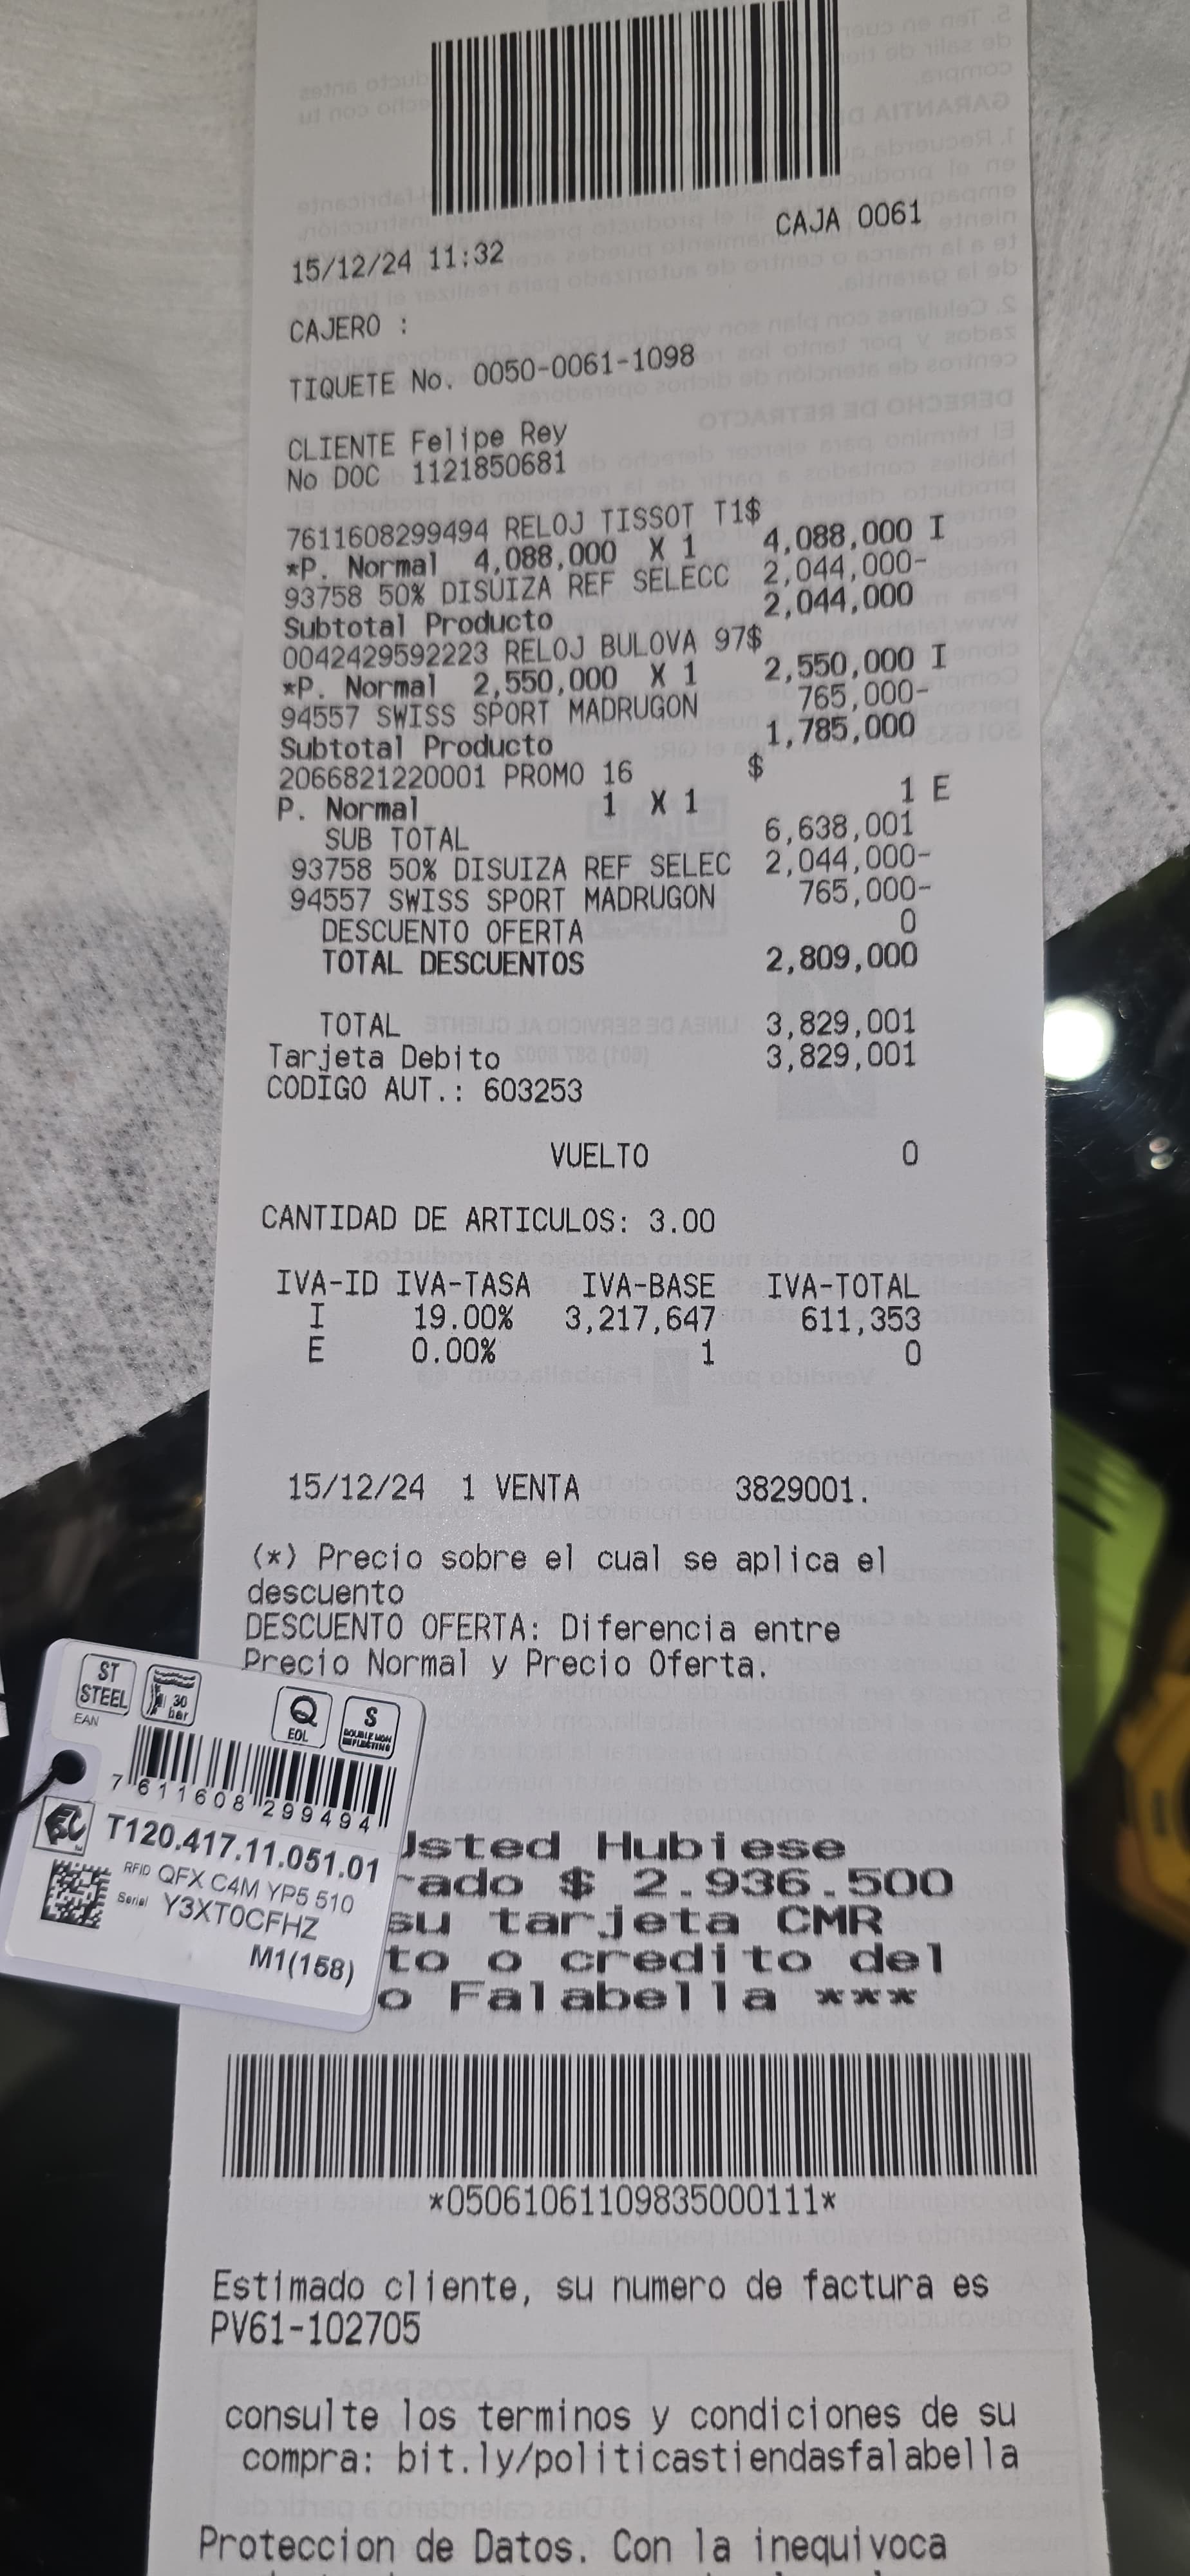 CAJA 0061
15/12/24 11:32
CAJERO :
TIQUETE No. 0050-0061-1098
CLIENTE Felipe Rey
No DOC 1121850681
7611608299494 RELOJ TISSOT T1$
*P. Normal 4,088,000 X 1 4,088,000 I
93758 50% DISUIZA REF SELECC 2,044,000-
Subtotal Producto 2,044,000
0042429592223 RELOJ BULOVA 97$
*P. Normal 2,550,000 X 1 2,550,000 I
94557 SWISS SPORT MADRUGON 765,000-
Subtotal Producto 1,785,000
2066821220001 PROMO 16 $
P. Normal 1 X 1 1 E
SUB TOTAL 6,638,001
93758 50% DISUIZA REF SELEC 2,044,000-
94557 SWISS SPORT MADRUGON 765,000-
DESCUENTO OFERTA 0
TOTAL DESCUENTOS 2,809,000
TOTAL 3,829,001
Tarjeta Debito 3,829,001
CODIGO AUT.: 603253
VUELTO 0
CANTIDAD DE ARTICULOS: 3.00
IVA-ID IVA-TASA IVA-BASE IVA-TOTAL
I 19.00% 3,217,647 611,353
E 0.00% 1 0
15/12/24 1 VENTA 3829001.
(*) Precio sobre el cual se aplica el
descuento
DESCUENTO OFERTA: Diferencia entre
Precio Normal y Precio Oferta.
ST STEEL
30 bar
Q EOL
S
EAN
7 611608 299494
T120.417.11.051.01
RFID QFX C4M YP5 510
Serial Y3XT0CFHZ
M1(158)
Usted Hubiese
rado $ 2.936.500
su tarjeta CMR
to o credito del
o Falabella ***
*05061061109835000111*
Estimado cliente, su numero de factura es
PV61-102705
consulte los terminos y condiciones de su
compra: bit.ly/politicastiendasfalabella
Proteccion de Datos. Con la inequivoca